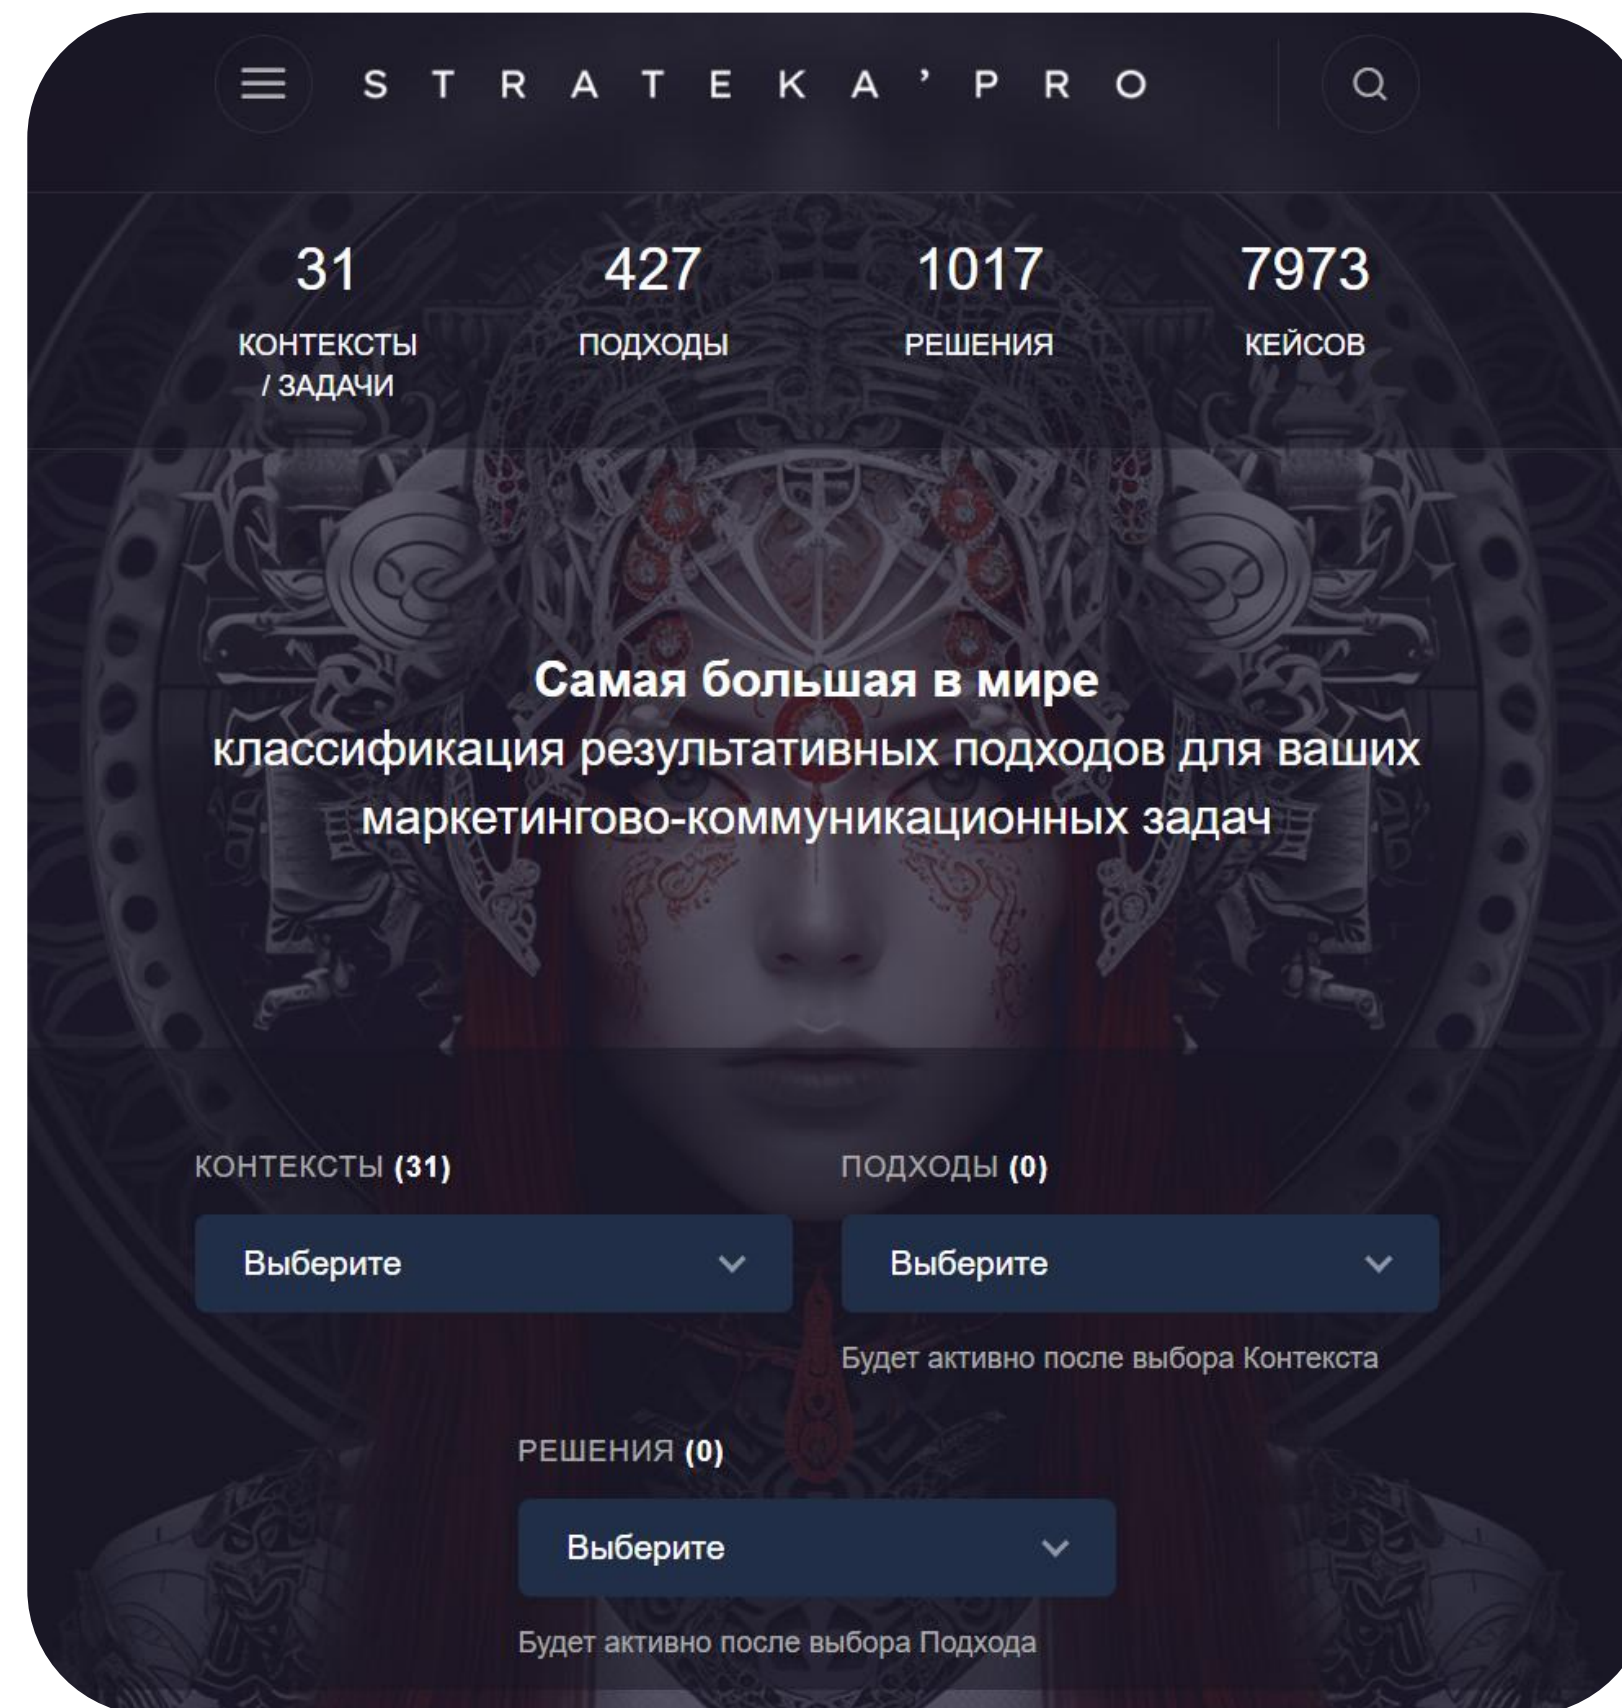 STRATEKA’PRO
31
КОНТЕКСТЫ
/ ЗАДАЧИ
427
ПОДХОДЫ
1017
РЕШЕНИЯ
7973
КЕЙСОВ
Самая большая в мире
классификация результативных подходов для ваших
маркетингово-коммуникационных задач
КОНТЕКСТЫ (31)
Выберите
ПОДХОДЫ (0)
Выберите
Будет активно после выбора Контекста
РЕШЕНИЯ (0)
Выберите
Будет активно после выбора Подхода